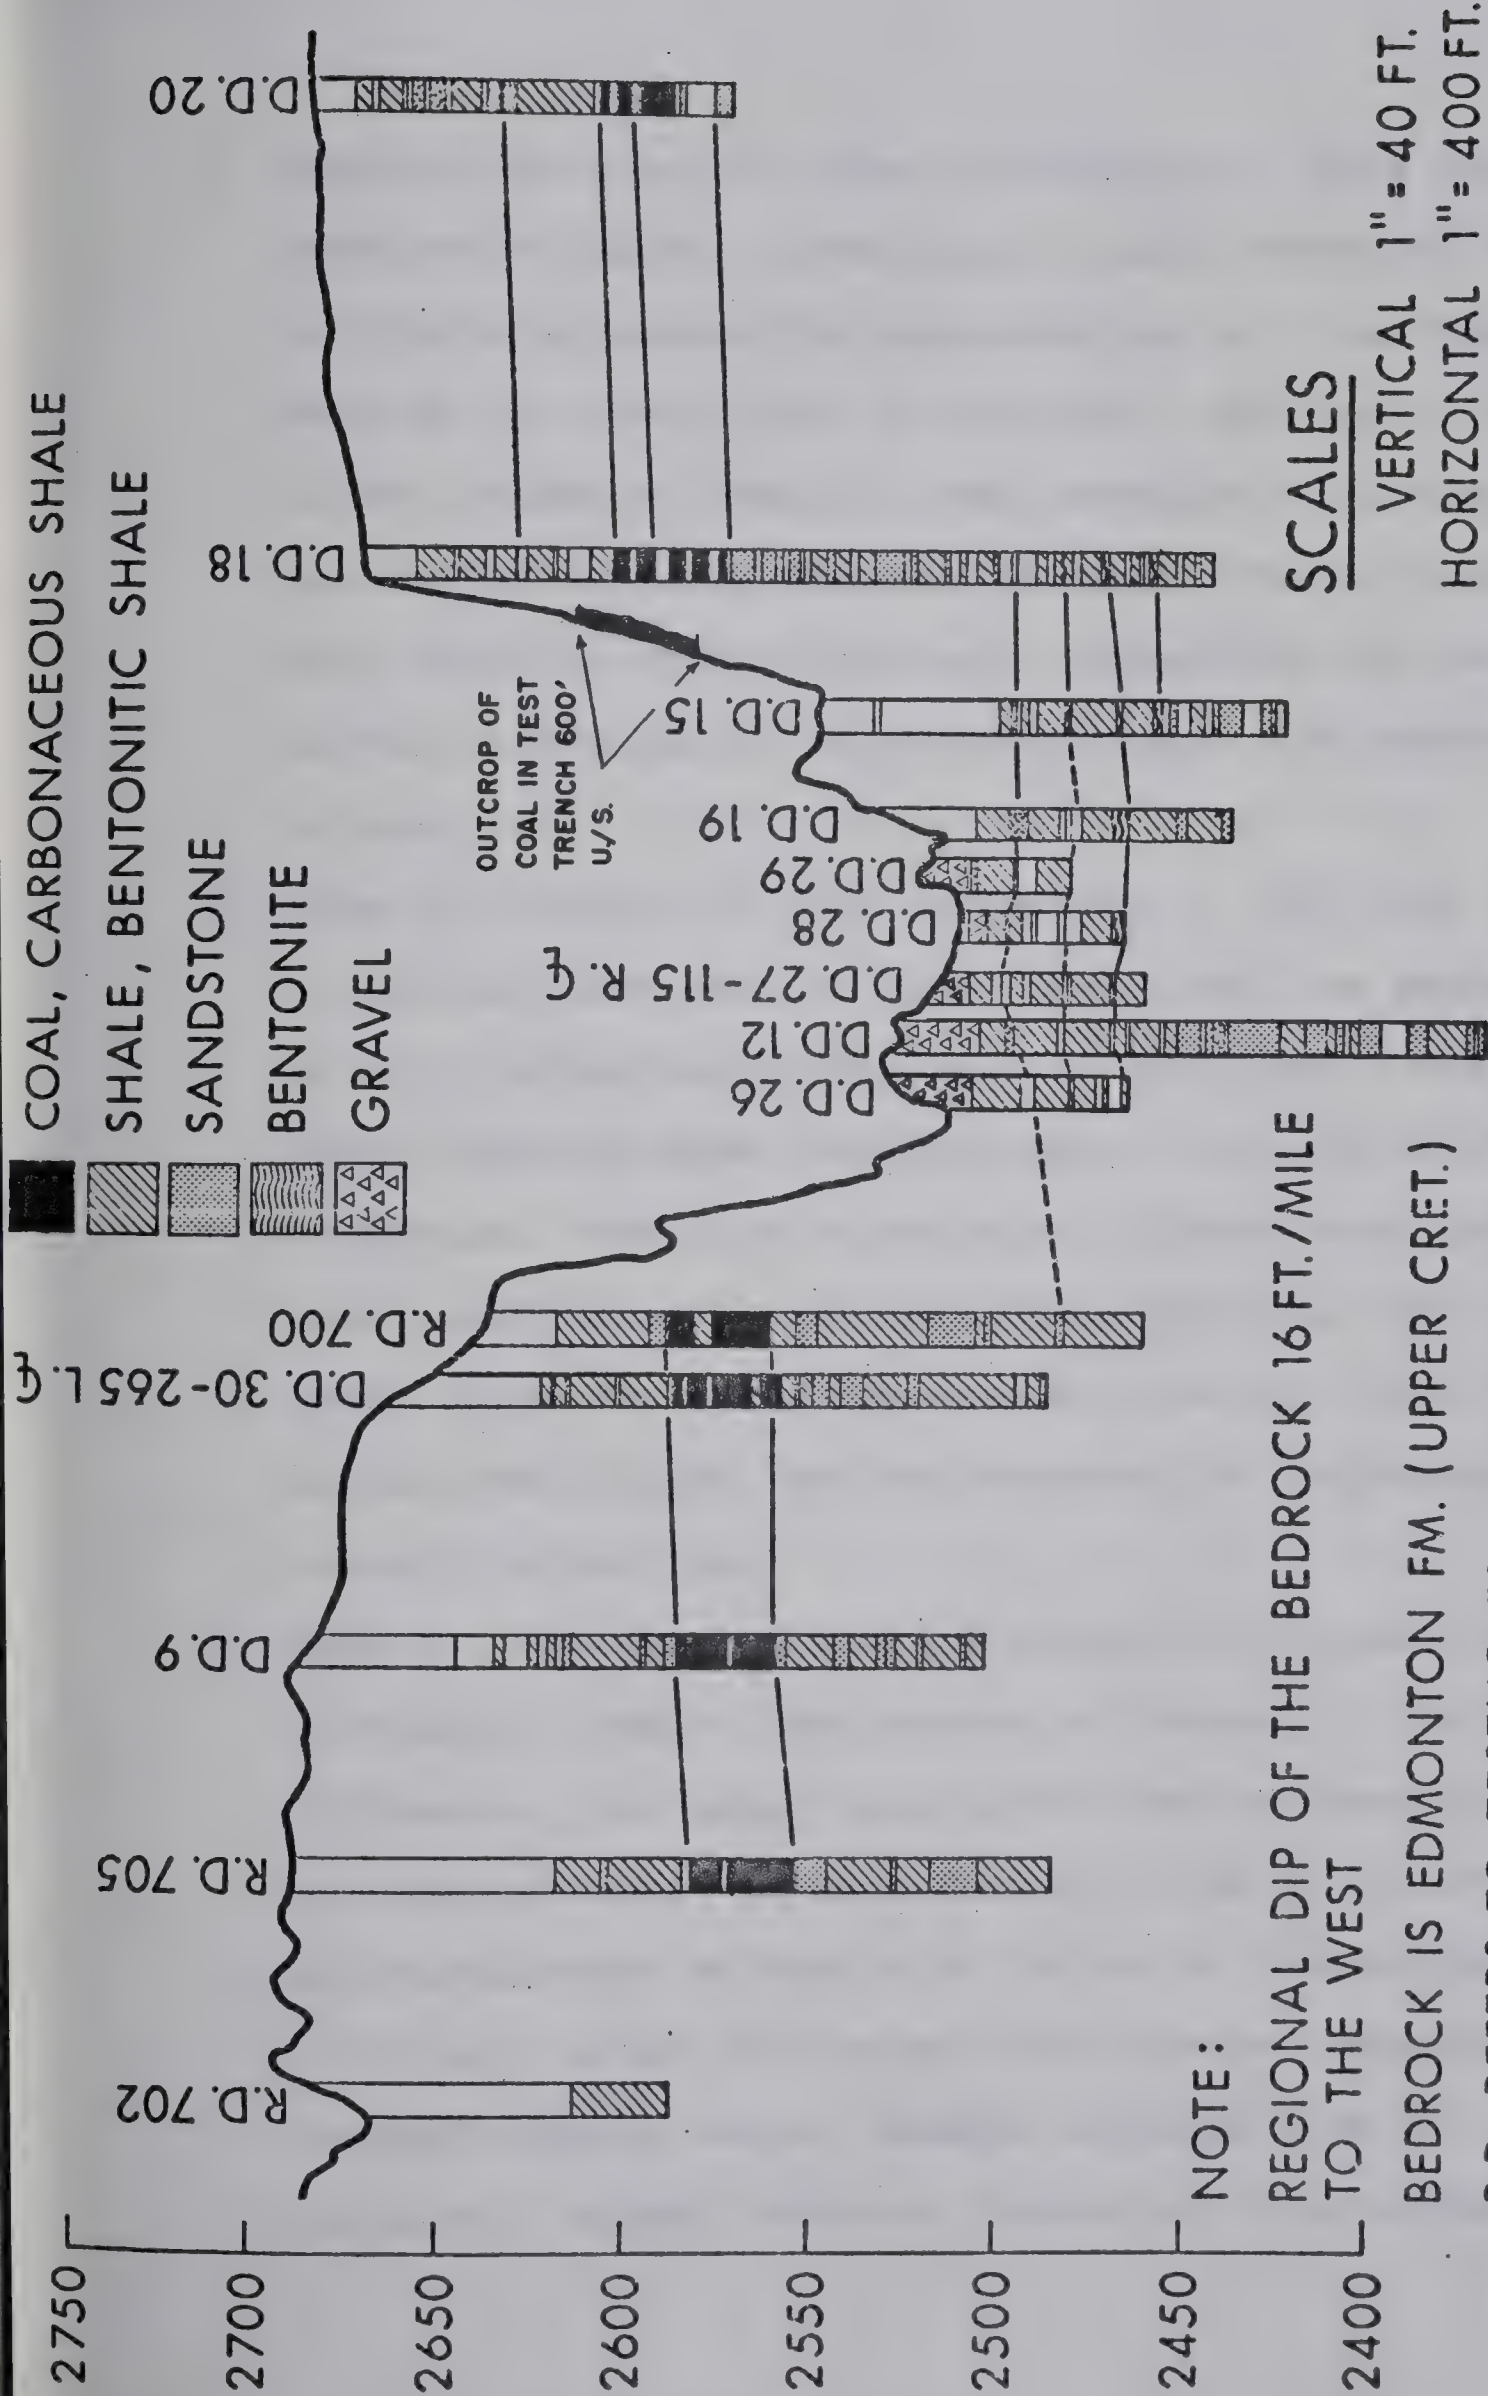 COAL, CARBONACEOUS SHALE
SHALE, BENTONITIC SHALE
SANDSTONE
BENTONITE
GRAVEL
2750
2700
2650
2600
2550
2500
2450
2400
R.D. 702
R.D. 705
D.D. 9
D.D. 30-265 L. ₵
R.D. 700
D.D. 26
D.D. 12
D.D. 27-115 R. ₵
D.D. 28
D.D. 29
D.D. 19
D.D. 15
D.D. 18
D.D. 20
OUTCROP OF
COAL IN TEST
TRENCH 600'
U/S.
NOTE:
REGIONAL DIP OF THE BEDROCK 16 FT./MILE
TO THE WEST
BEDROCK IS EDMONTON FM. (UPPER CRET.)
SCALES
VERTICAL 1" = 40 FT.
HORIZONTAL 1" = 400 FT.